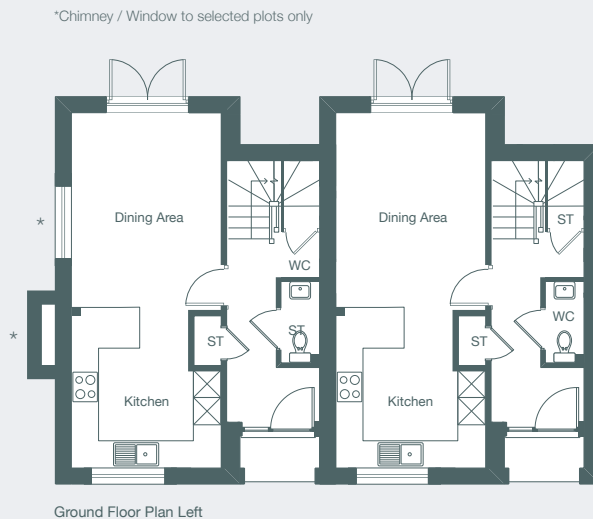 *Chimney / Window to selected plots only
Dining Area
Dining Area
ST
*
WC
WC
ST
ST
ST
*
Kitchen
Kitchen
Ground Floor Plan Left